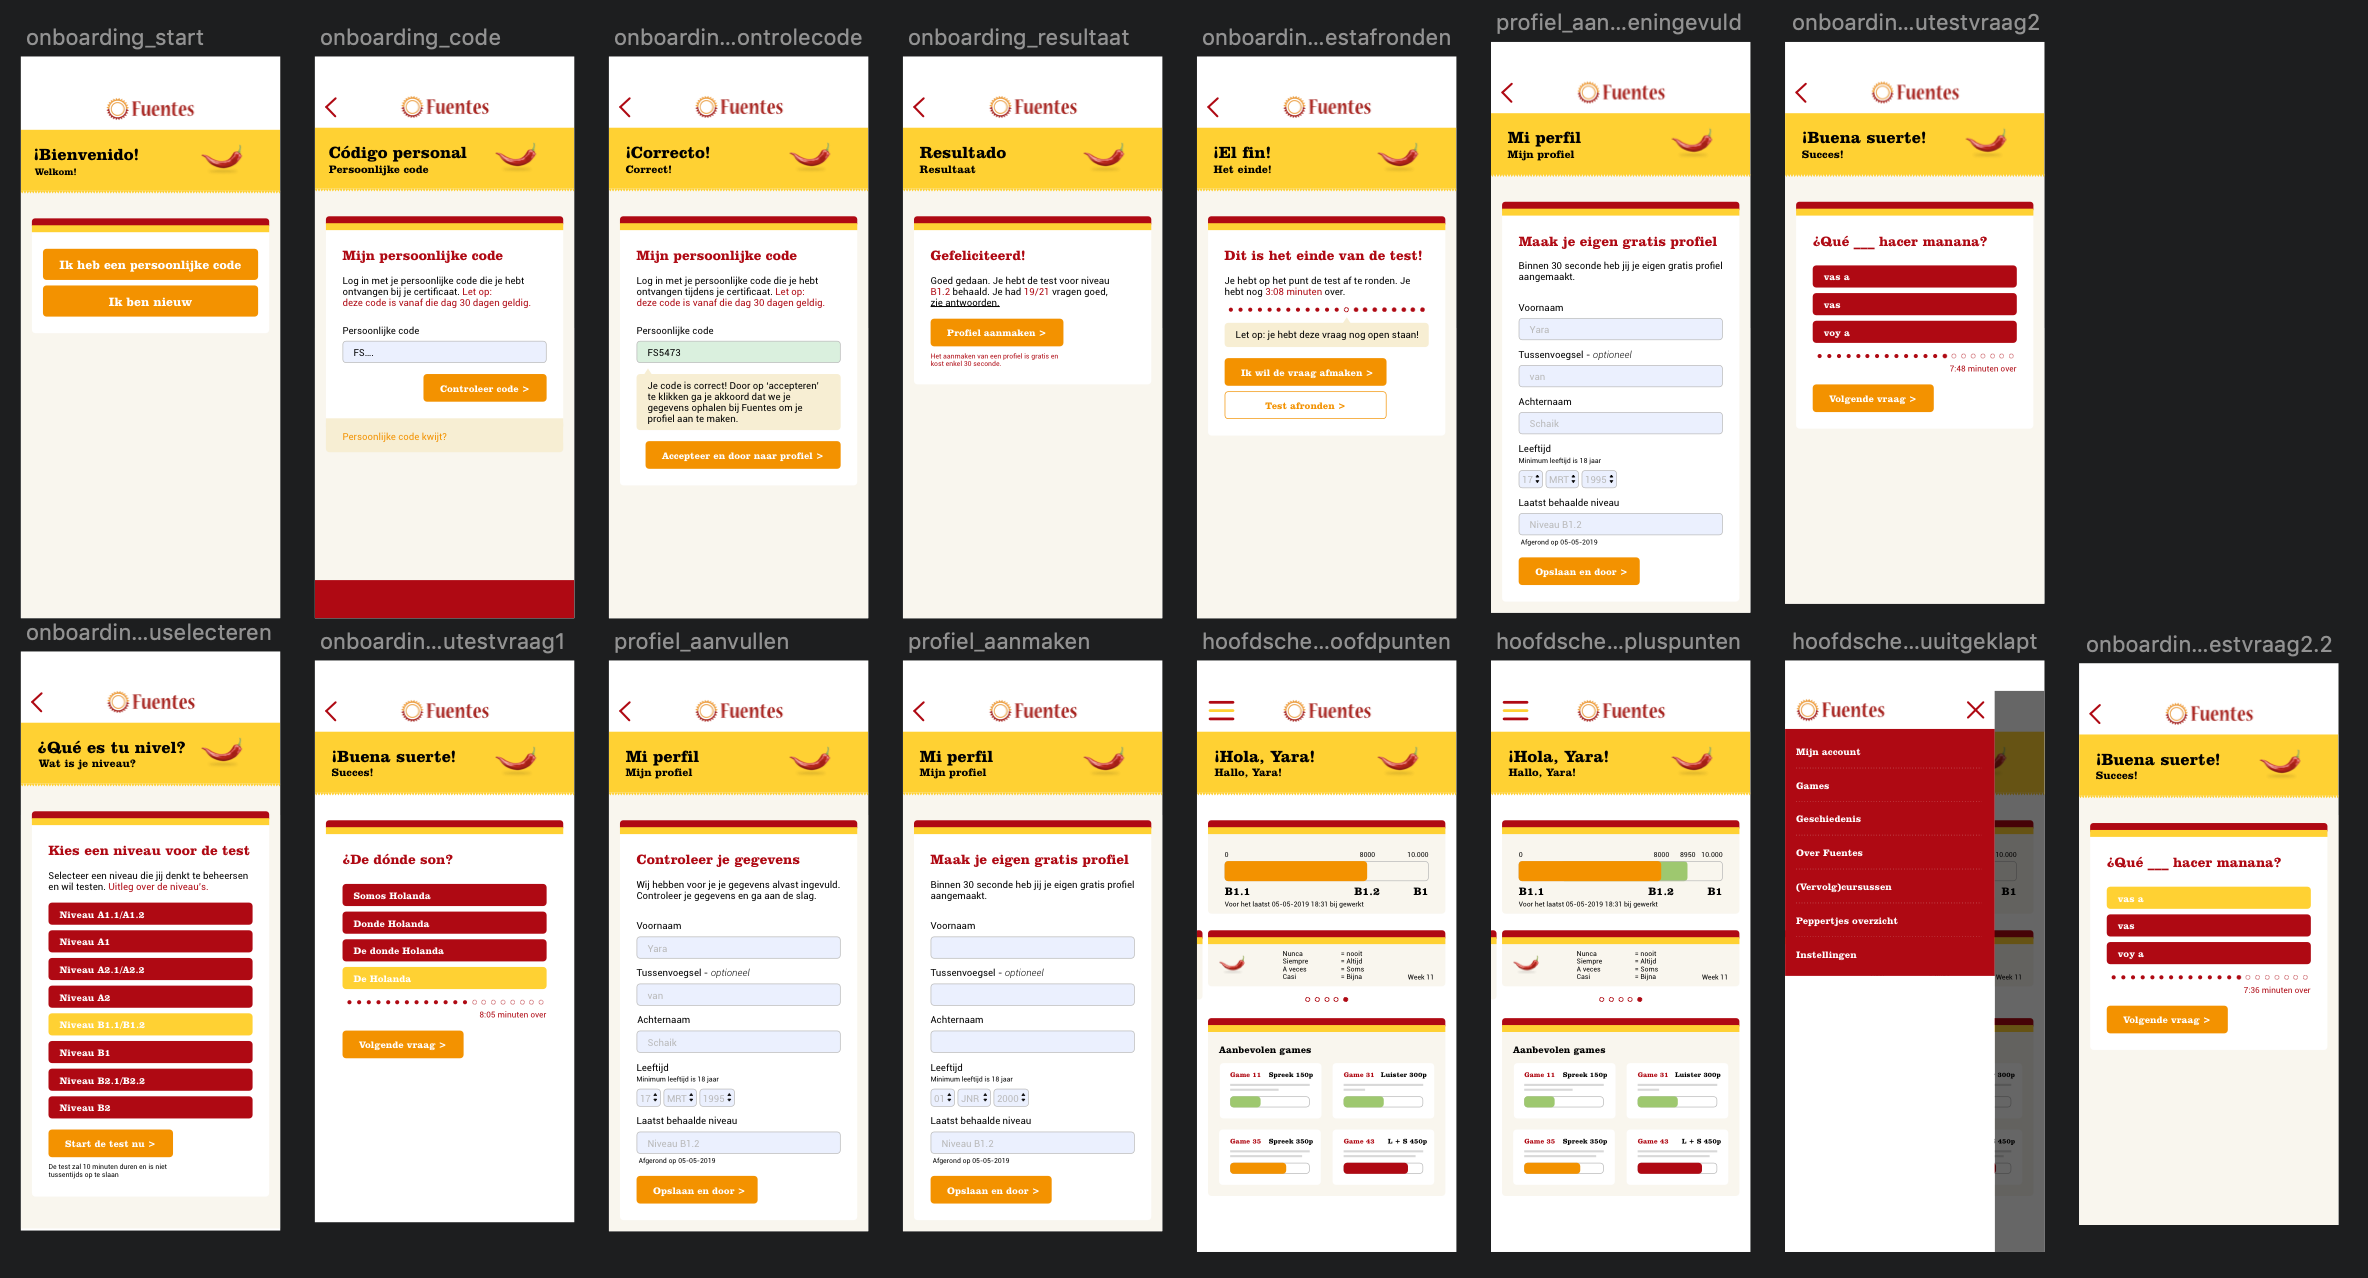 onboarding_start
Fuentes
¡Bienvenido!
Welkom!
Ik heb een persoonlijke code
Ik ben nieuw
onboarding_code
Fuentes
Código personal
Persoonlijke code
Mijn persoonlijke code
Log in met je persoonlijke code die je hebt
ontvangen bij je certificaat. Let op:
deze code is vanaf die dag 30 dagen geldig.
Persoonlijke code
FS....
Controleer code >
Persoonlijke code kwijt?
onboardin...ontrolecode
Fuentes
¡Correcto!
Correct!
Mijn persoonlijke code
Log in met je persoonlijke code die je hebt
ontvangen tijdens je certificaat. Let op:
deze code is vanaf die dag 30 dagen geldig.
Persoonlijke code
FS5473
Je code is correct! Door op ‘accepteren’
te klikken ga je akkoord dat we je
gegevens ophalen bij Fuentes om je
profiel aan te maken.
Accepteer en door naar profiel >
onboarding_resultaat
Fuentes
Resultado
Resultaat
Gefeliciteerd!
Goed gedaan. Je hebt de test voor niveau
B1.2 behaald. Je had 19/21 vragen goed,
zie antwoorden.
Profiel aanmaken >
Het aanmaken van een profiel is gratis en
kost enkel 30 seconde.
onboardin...estafronden
Fuentes
¡El fin!
Het einde!
Dit is het einde van de test!
Je hebt op het punt de test af te ronden. Je
hebt nog 3:08 minuten over.
Let op: je hebt deze vraag nog open staan!
Ik wil de vraag afmaken >
Test afronden >
profiel_aan...eningevuld
Fuentes
Mi perfil
Mijn profiel
Maak je eigen gratis profiel
Binnen 30 seconde heb jij je eigen gratis profiel
aangemaakt.
Voornaam
Yara
Tussenvoegsel - optioneel
van
Achternaam
Schaik
Leeftijd
Minimum leeftijd is 18 jaar
17 MRT 1995
Laatst behaalde niveau
Niveau B1.2
Afgerond op 05-05-2019
Opslaan en door >
onboardin...utestvraag2
Fuentes
¡Buena suerte!
Succes!
¿Qué ___ hacer manana?
vas a
vas
voy a
7:48 minuten over
Volgende vraag >
onboardin...uselecteren
Fuentes
¿Qué es tu nivel?
Wat is je niveau?
Kies een niveau voor de test
Selecteer een niveau die jij denkt te beheersen
en wil testen. Uitleg over de niveau's.
Niveau A1.1/A1.2
Niveau A1
Niveau A2.1/A2.2
Niveau A2
Niveau B1.1/B1.2
Niveau B1
Niveau B2.1/B2.2
Niveau B2
Start de test nu >
De test zal 10 minuten duren en is niet
tussentijds op te slaan
onboardin...utestvraag1
Fuentes
¡Buena suerte!
Succes!
¿De dónde son?
Somos Holanda
Donde Holanda
De donde Holanda
De Holanda
8:05 minuten over
Volgende vraag >
profiel_aanvullen
Fuentes
Mi perfil
Mijn profiel
Controleer je gegevens
Wij hebben voor je je gegevens alvast ingevuld.
Controleer je gegevens en ga aan de slag.
Voornaam
Yara
Tussenvoegsel - optioneel
van
Achternaam
Schaik
Leeftijd
Minimum leeftijd is 18 jaar
17 MRT 1995
Laatst behaalde niveau
Niveau B1.2
Afgerond op 05-05-2019
Opslaan en door >
profiel_aanmaken
Fuentes
Mi perfil
Mijn profiel
Maak je eigen gratis profiel
Binnen 30 seconde heb jij je eigen gratis profiel
aangemaakt.
Voornaam
Tussenvoegsel - optioneel
Achternaam
Leeftijd
Minimum leeftijd is 18 jaar
01 JNR 2000
Laatst behaalde niveau
Niveau B1.2
Afgerond op 05-05-2019
Opslaan en door >
hoofdsche...oofdpunten
Fuentes
¡Hola, Yara!
Hallo, Yara!
0 8000 10.000
B1.1 B1.2 B1
Voor het laatst 05-05-2019 18:31 bij gewerkt
Nunca = nooit
Siempre = Altijd
A veces = Soms
Casi = Bijna Week 11
Aanbevolen games
Game 11 Spreek 150p
Game 31 Luister 300p
Game 35 Spreek 350p
Game 43 L + S 450p
hoofdsche...pluspunten
Fuentes
¡Hola, Yara!
Hallo, Yara!
0 8000 8950 10.000
B1.1 B1.2 B1
Voor het laatst 05-05-2019 18:31 bij gewerkt
Nunca = nooit
Siempre = Altijd
A veces = Soms
Casi = Bijna Week 11
Aanbevolen games
Game 11 Spreek 150p
Game 31 Luister 300p
Game 35 Spreek 350p
Game 43 L + S 450p
hoofdsche...uuitgeklapt
Fuentes
Mijn account
Games
Geschiedenis
Over Fuentes
(Vervolg)cursussen
Peppertjes overzicht
Instellingen
10.000
B1
Week 11
300p
450p
onboardin...estvraag2.2
Fuentes
¡Buena suerte!
Succes!
¿Qué ___ hacer manana?
vas a
vas
voy a
7:36 minuten over
Volgende vraag >